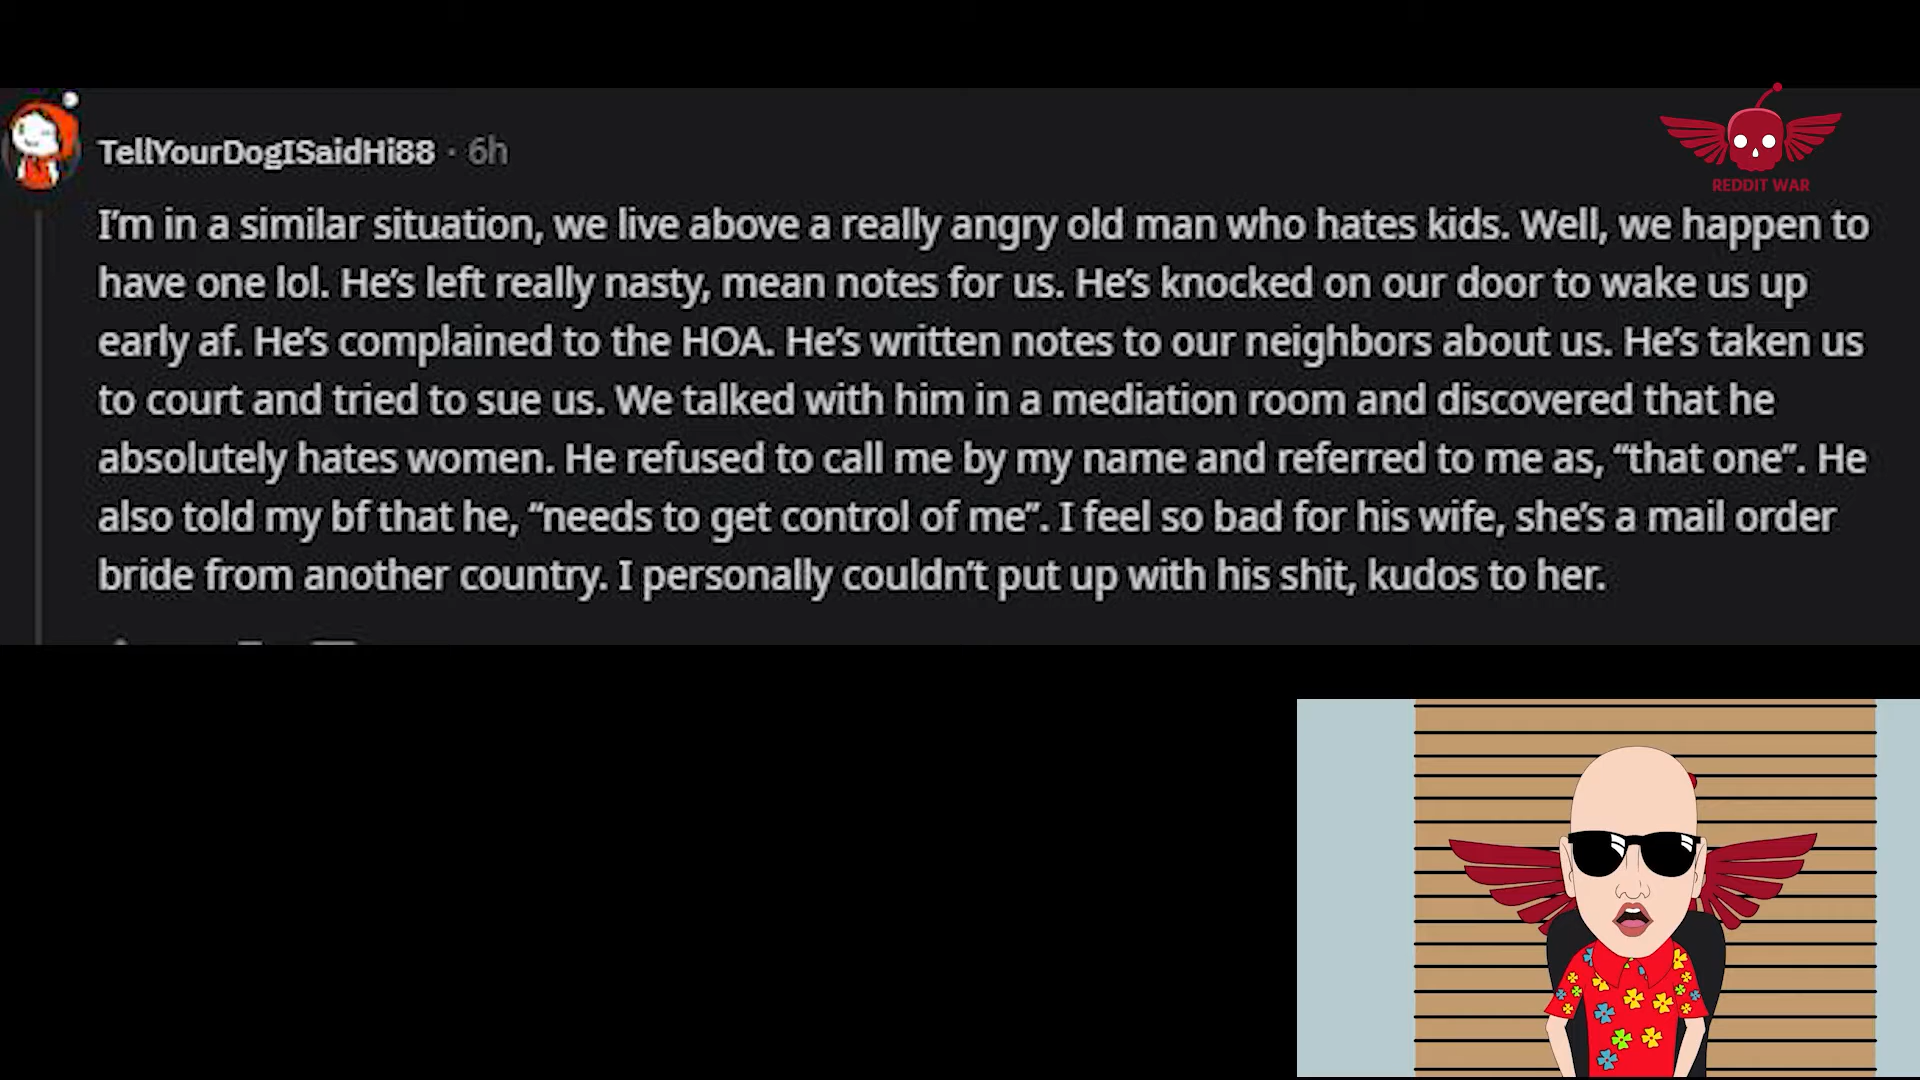 TellYourDogISaidHi88 · 6h
REDDIT WAR
I’m in a similar situation, we live above a really angry old man who hates kids. Well, we happen to
have one lol. He’s left really nasty, mean notes for us. He’s knocked on our door to wake us up
early af. He’s complained to the HOA. He’s written notes to our neighbors about us. He’s taken us
to court and tried to sue us. We talked with him in a mediation room and discovered that he
absolutely hates women. He refused to call me by my name and referred to me as, “that one”. He
also told my bf that he, “needs to get control of me”. I feel so bad for his wife, she’s a mail order
bride from another country. I personally couldn’t put up with his shit, kudos to her.